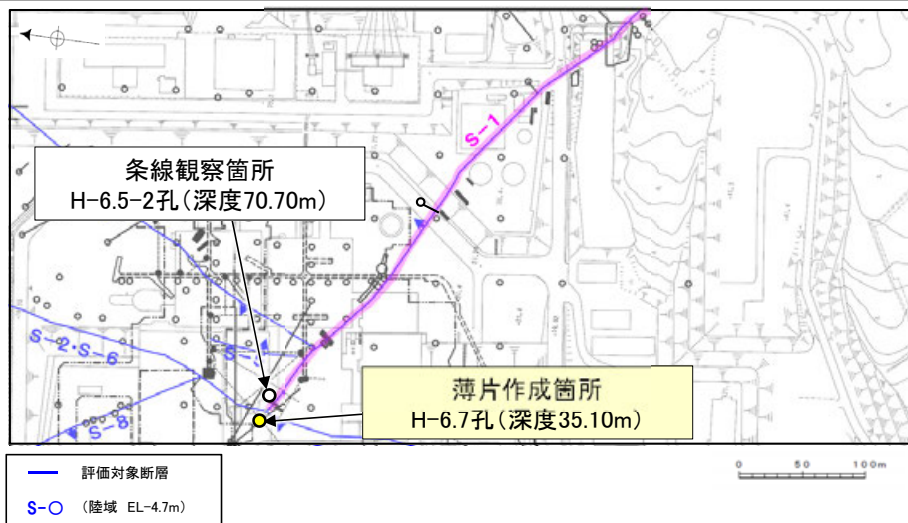 S-1
条線観察箇所
H-6.5-2孔(深度70.70m)
S-2・S-6
S-8
薄片作成箇所
H-6.7孔(深度35.10m)
評価対象断層
S-〇 (陸域 EL-4.7m)
0 50 100m